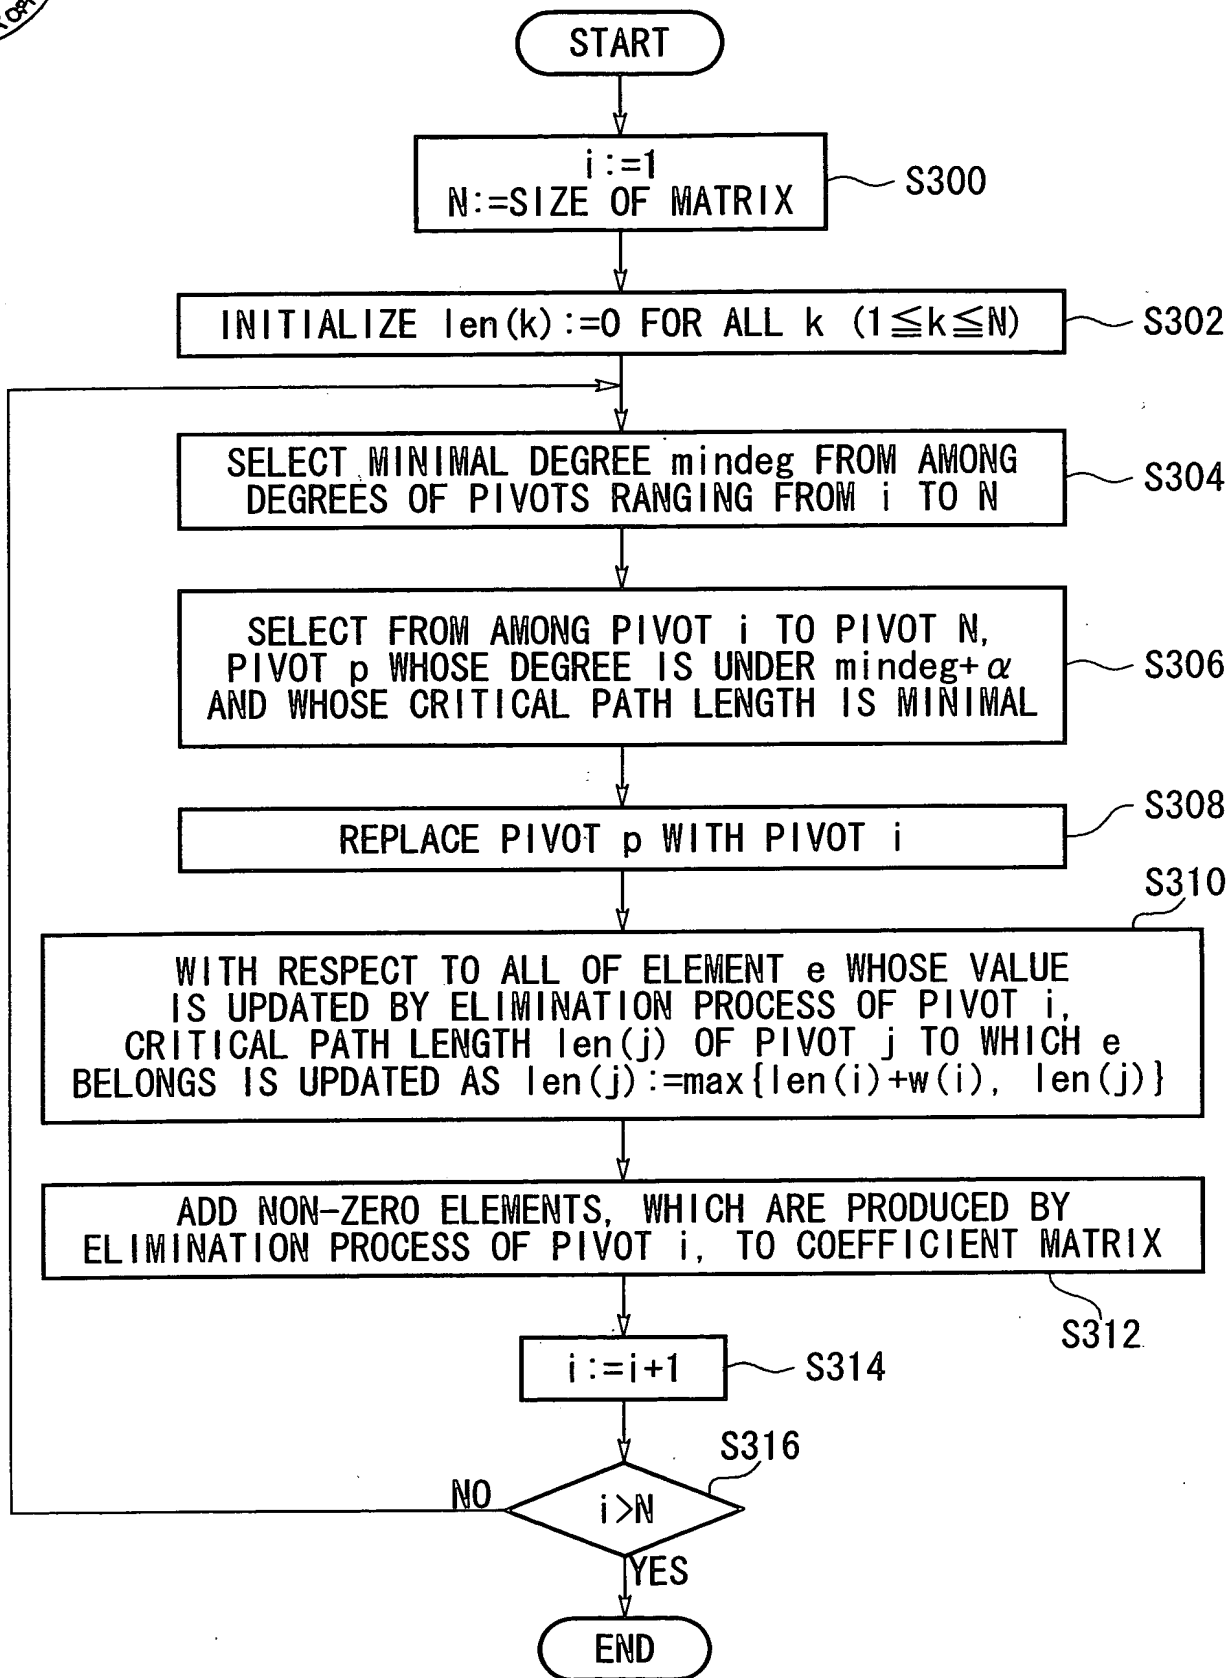 START
i:=1
N:=SIZE OF MATRIX
S300
INITIALIZE len(k):=0 FOR ALL k (1≦k≦N)
S302
SELECT MINIMAL DEGREE mindeg FROM AMONG
DEGREES OF PIVOTS RANGING FROM i TO N
S304
SELECT FROM AMONG PIVOT i TO PIVOT N,
PIVOT p WHOSE DEGREE IS UNDER mindeg+α
AND WHOSE CRITICAL PATH LENGTH IS MINIMAL
S306
REPLACE PIVOT p WITH PIVOT i
S308
S310
WITH RESPECT TO ALL OF ELEMENT e WHOSE VALUE
IS UPDATED BY ELIMINATION PROCESS OF PIVOT i,
CRITICAL PATH LENGTH len(j) OF PIVOT j TO WHICH e
BELONGS IS UPDATED AS len(j):=max{len(i)+w(i), len(j)}
ADD NON-ZERO ELEMENTS, WHICH ARE PRODUCED BY
ELIMINATION PROCESS OF PIVOT i, TO COEFFICIENT MATRIX
S312
i:=i+1
S314
S316
NO
i>N
YES
END